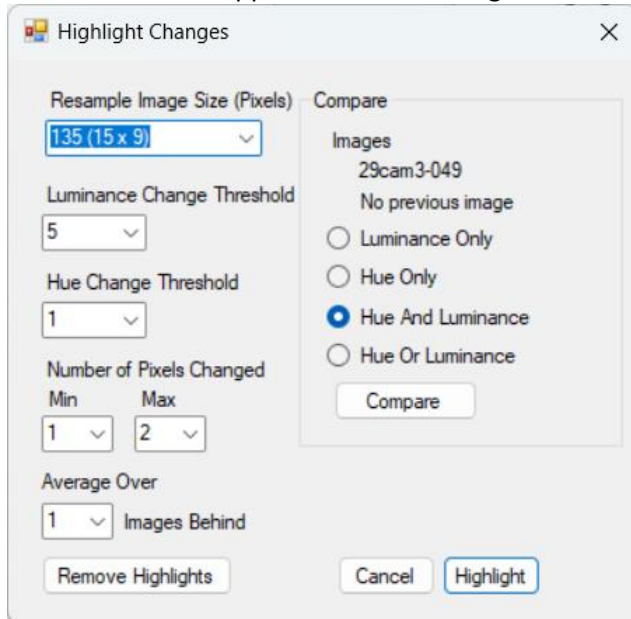 Highlight Changes
Resample Image Size (Pixels)
135 (15 x 9)
Luminance Change Threshold
5
Hue Change Threshold
1
Number of Pixels Changed
Min Max
1 2
Average Over
1 Images Behind
Remove Highlights
Compare
Images
29cam3-049
No previous image
Luminance Only
Hue Only
Hue And Luminance
Hue Or Luminance
Compare
Cancel Highlight